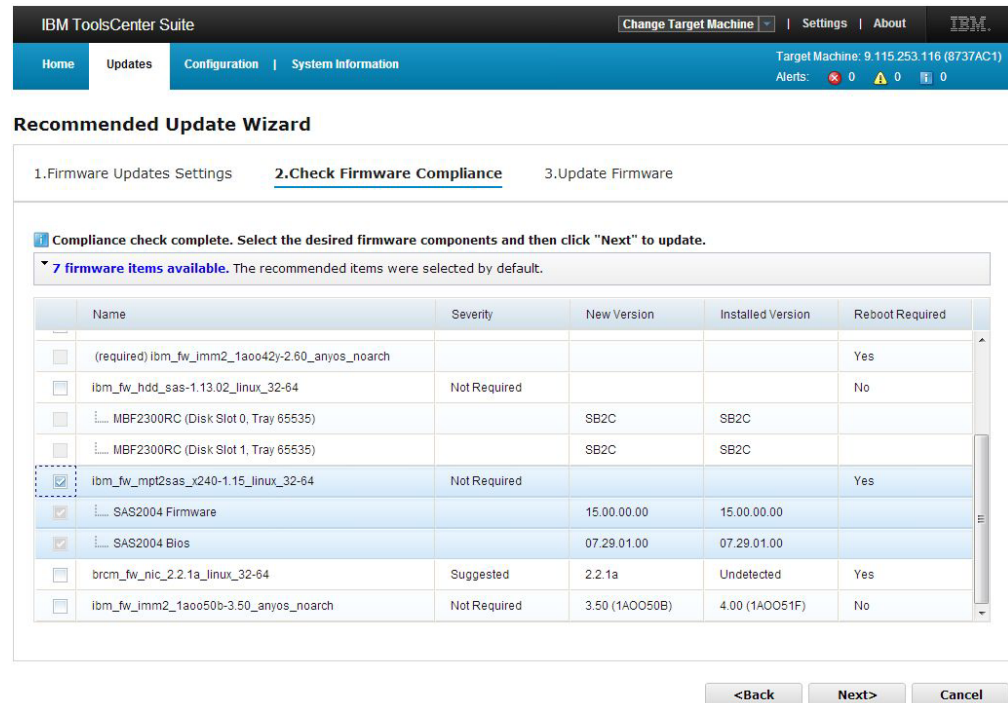 IBM ToolsCenter Suite
Change Target Machine | Settings | About IBM.
Home Updates Configuration | System Information
Target Machine: 9.115.253.116 (8737AC1)
Alerts: 0 0 0
Recommended Update Wizard
1.Firmware Updates Settings 2.Check Firmware Compliance 3.Update Firmware
Compliance check complete. Select the desired firmware components and then click "Next" to update.
7 firmware items available. The recommended items were selected by default.
Name Severity New Version Installed Version Reboot Required
(required) ibm_fw_imm2_1aoo42y-2.60_anyos_noarch Yes
ibm_fw_hdd_sas-1.13.02_linux_32-64 Not Required No
MBF2300RC (Disk Slot 0, Tray 65535) SB2C SB2C
MBF2300RC (Disk Slot 1, Tray 65535) SB2C SB2C
ibm_fw_mpt2sas_x240-1.15_linux_32-64 Not Required Yes
SAS2004 Firmware 15.00.00.00 15.00.00.00
SAS2004 Bios 07.29.01.00 07.29.01.00
brcm_fw_nic_2.2.1a_linux_32-64 Suggested 2.2.1a Undetected Yes
ibm_fw_imm2_1aoo50b-3.50_anyos_noarch Not Required 3.50 (1AOO50B) 4.00 (1AOO51F) No
<Back Next> Cancel